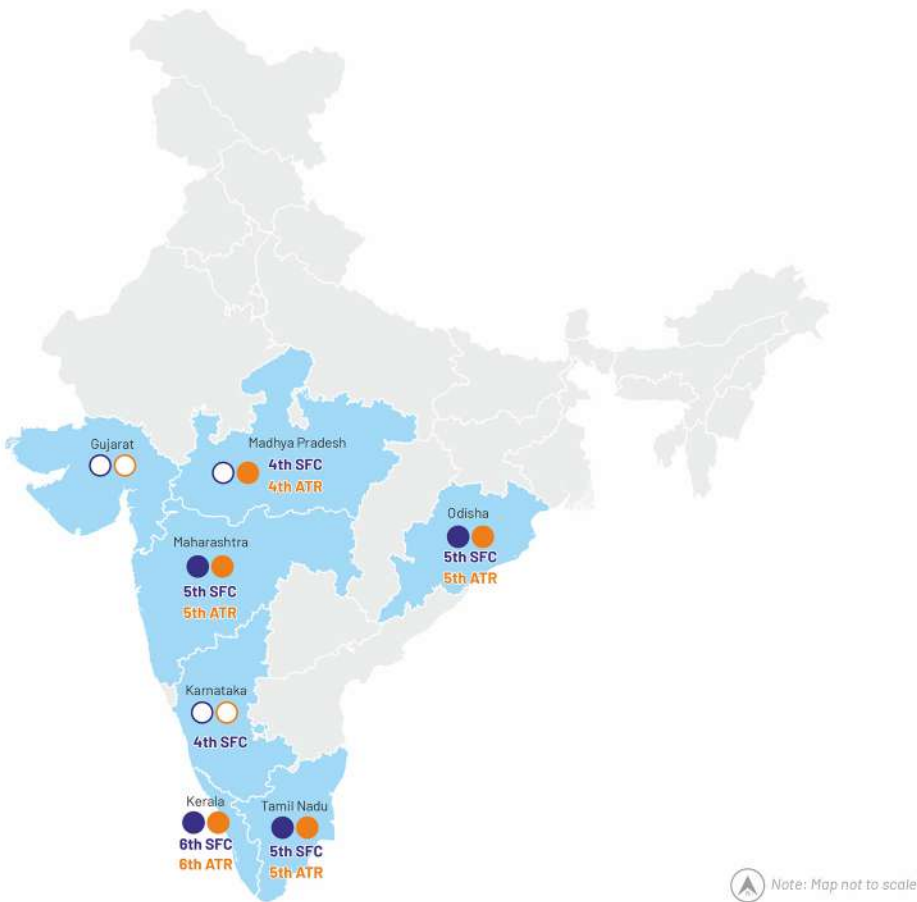 Gujarat
Madhya Pradesh
4th SFC
4th ATR
Odisha
5th SFC
5th ATR
Maharashtra
5th SFC
5th ATR
Karnataka
4th SFC
Kerala
6th SFC
6th ATR
Tamil Nadu
5th SFC
5th ATR
Note: Map not to scale